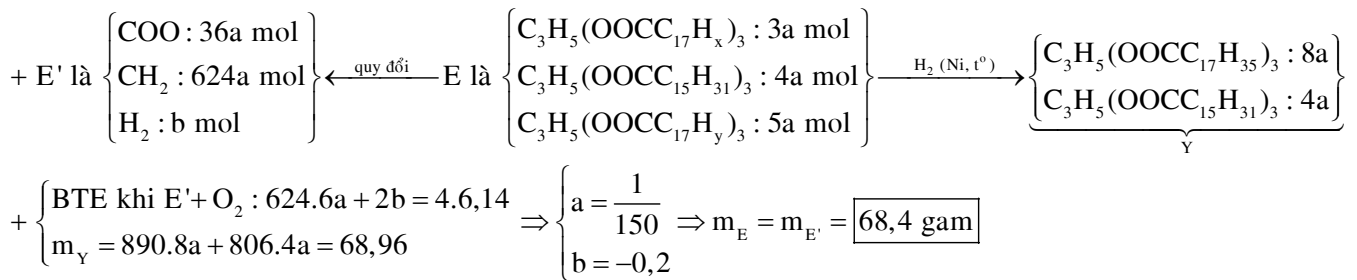 + E' là {COO : 36a mol; CH₂ : 624a mol; H₂ : b mol} ←quy đổi— E là {C₃H₅(OOCC₁₇Hₓ)₃ : 3a mol; C₃H₅(OOCC₁₅H₃₁)₃ : 4a mol; C₃H₅(OOCC₁₇Hᵧ)₃ : 5a mol} —H₂ (Ni, t°)→ {C₃H₅(OOCC₁₇H₃₅)₃ : 8a; C₃H₅(OOCC₁₅H₃₁)₃ : 4a} Y
+ {BTE khi E'+ O₂ : 624.6a + 2b = 4.6,14; m_Y = 890.8a + 806.4a = 68,96} ⇒ {a = 1/150; b = −0,2} ⇒ m_E = m_E' = 68,4 gam